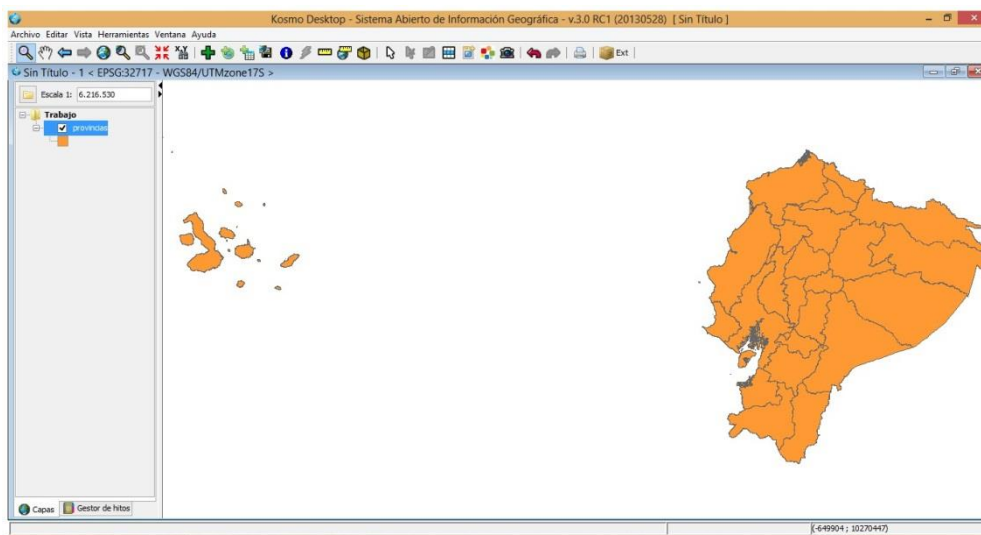 Kosmo Desktop - Sistema Abierto de Información Geográfica - v.3.0 RC1 (20130528) [ Sin Título ]
Archivo Editar Vista Herramientas Ventana Ayuda
X,Y
Ext
Sin Título - 1 < EPSG:32717 - WGS84/UTMzone17S >
Escala 1: 6.216.530
Trabajo
provincias
Capas Gestor de hitos
(-649904 ; 10270447)